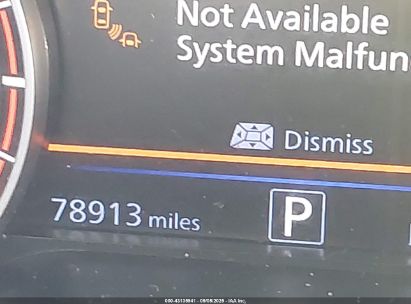 Not Available
System Malfun
Dismiss
78913 miles
P